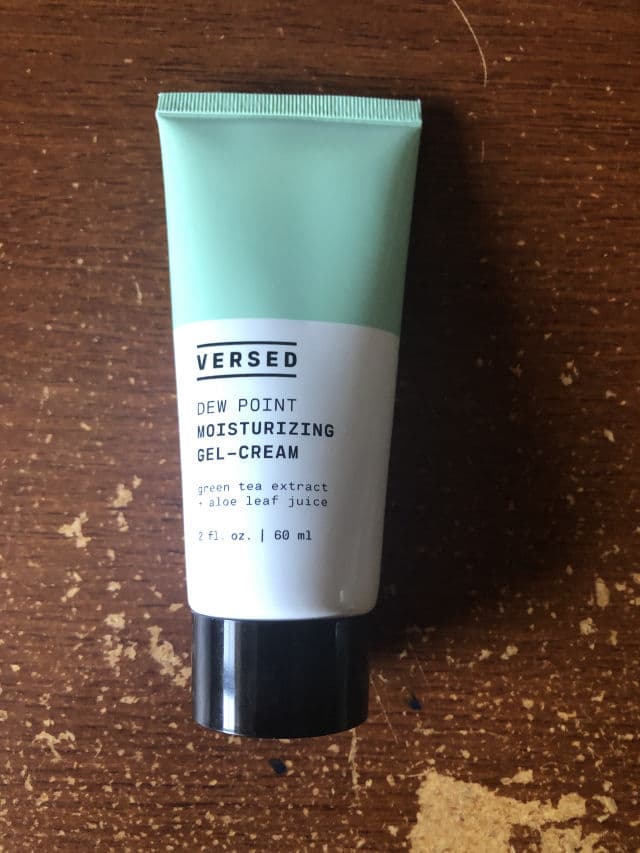 VERSED
DEW POINT
MOISTURIZING
GEL-CREAM
green tea extract
+ aloe leaf juice
2 fl. oz. | 60 ml